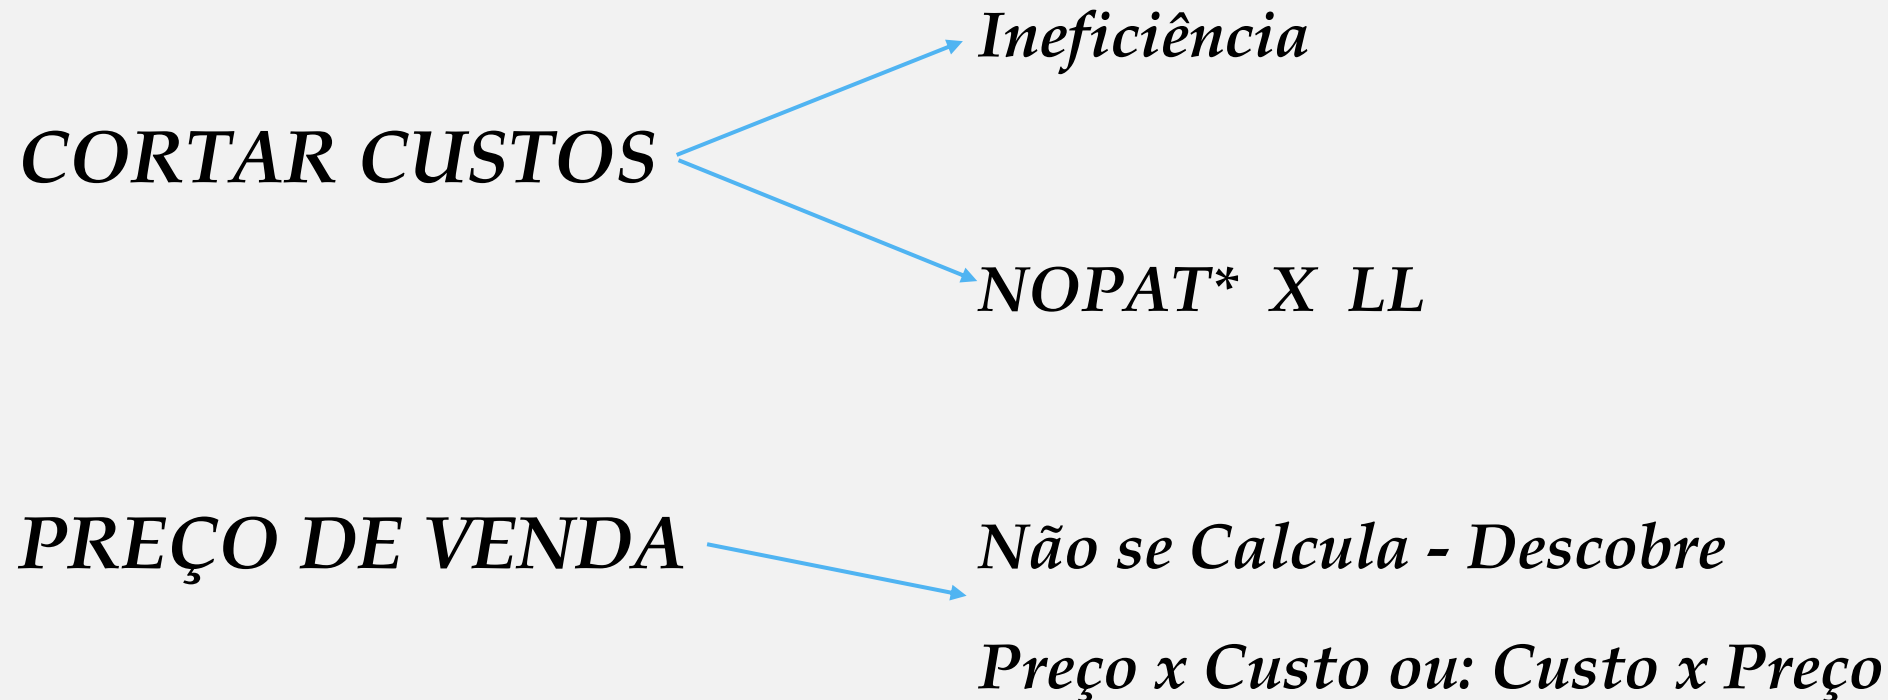 Ineficiência
CORTAR CUSTOS
NOPAT* X LL
PREÇO DE VENDA
Não se Calcula - Descobre
Preço x Custo ou: Custo x Preço